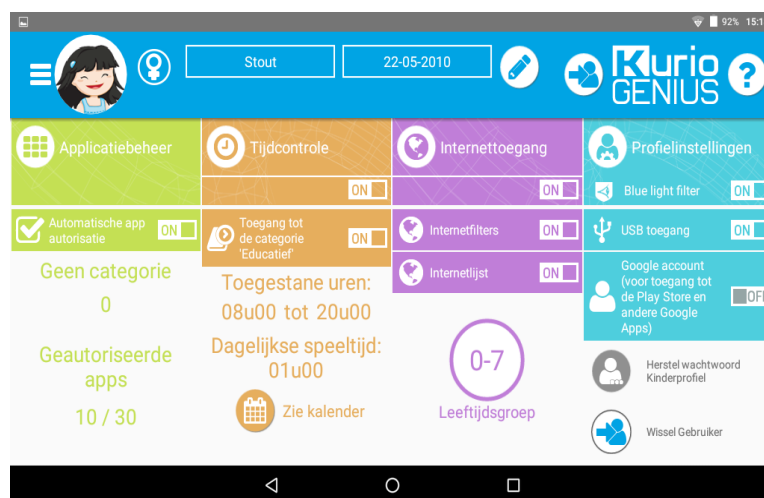 92% 15:1
Stout
22-05-2010
Kurio
GENIUS
?
Applicatiebeheer
Automatische app
autorisatie
ON
Geen categorie
0
Geautoriseerde
apps
10 / 30
Tijdcontrole
ON
Toegang tot
de categorie
'Educatief'
ON
Toegestane uren:
08u00 tot 20u00
Dagelijkse speeltijd:
01u00
Zie kalender
Internettoegang
ON
Internetfilters
ON
Internetlijst
ON
0-7
Leeftijdsgroep
Profielinstellingen
Blue light filter
ON
USB toegang
ON
Google account
(voor toegang tot
de Play Store en
andere Google
Apps)
OFF
Herstel wachtwoord
Kinderprofiel
Wissel Gebruiker